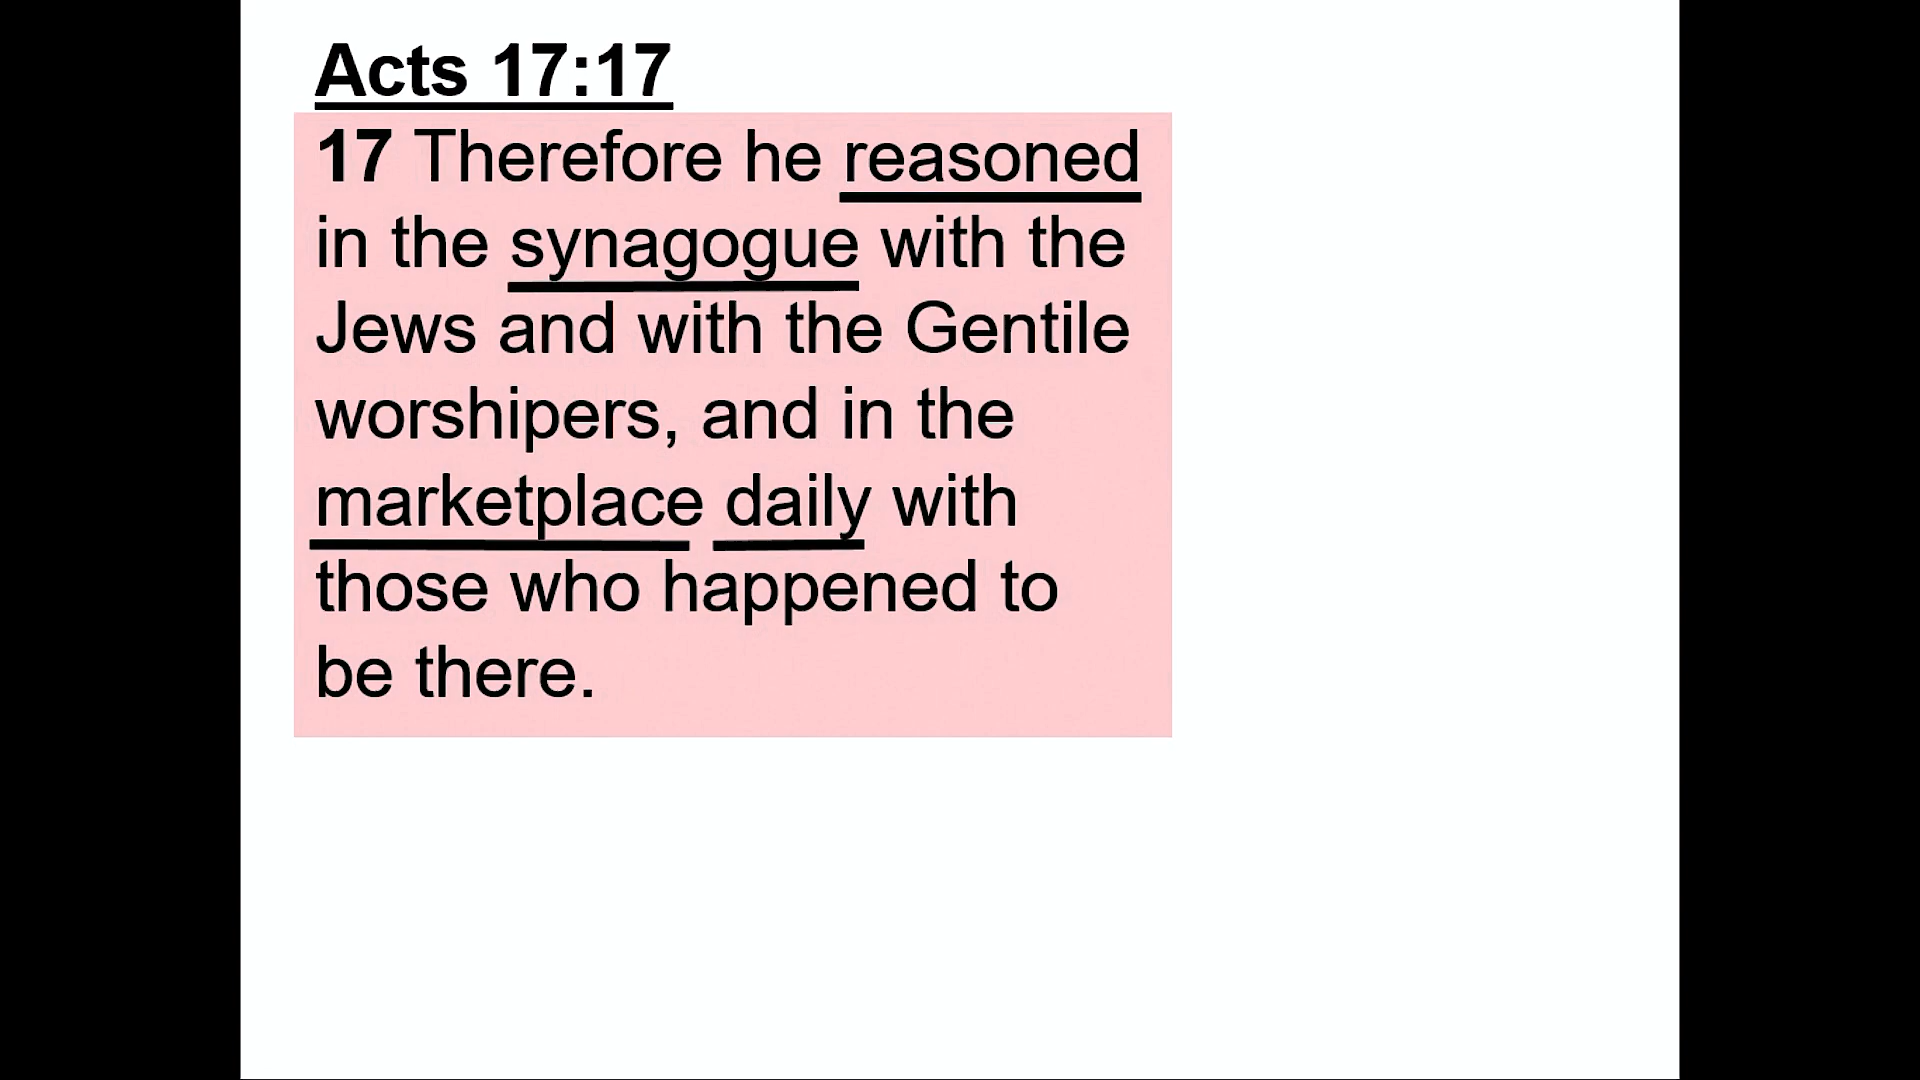 Acts 17:17
17 Therefore he reasoned
in the synagogue with the
Jews and with the Gentile
worshipers, and in the
marketplace daily with
those who happened to
be there.